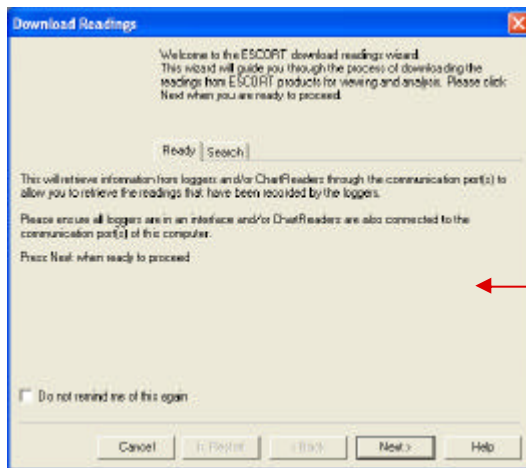 Download Readings
Welcome to the ESCORT download readings wizard.
This wizard will guide you through the process of downloading the
readings from ESCORT products for viewing and analysis. Please click
Next when you are ready to proceed.
Ready Search
This will retrieve information from loggers and/or ChartReaders through the communication port(s) to
allow you to retrieve the readings that have been recorded by the loggers.
Please ensure all loggers are in an interface and/or ChartReaders are also connected to the
communication port(s) of this computer.
Press Next when ready to proceed
Do not remind me of this again
Cancel < Back Next > Help